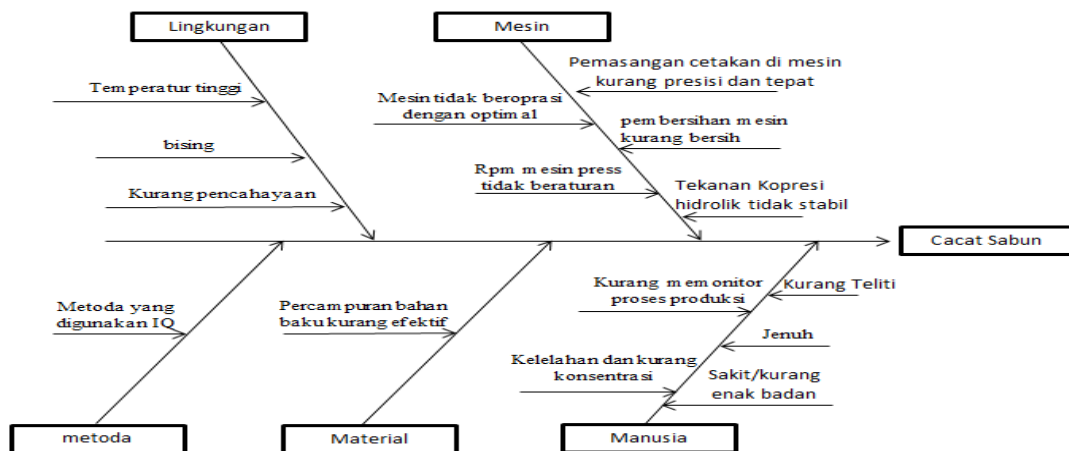 Lingkungan
Mesin
Temperatur tinggi
bising
Kurang pencahayaan
Pemasangan cetakan di mesin
kurang presisi dan tepat
Mesin tidak beroprasi
dengan optimal
pembersihan mesin
kurang bersih
Rpm mesin press
tidak beraturan
Tekanan Kopresi
hidrolik tidak stabil
Cacat Sabun
Metoda yang
digunakan IQ
Percampuran bahan
baku kurang efektif
Kurang memonitor
proses produksi
Kurang Teliti
Jenuh
Kelelahan dan kurang
konsentrasi
Sakit/kurang
enak badan
metoda
Material
Manusia